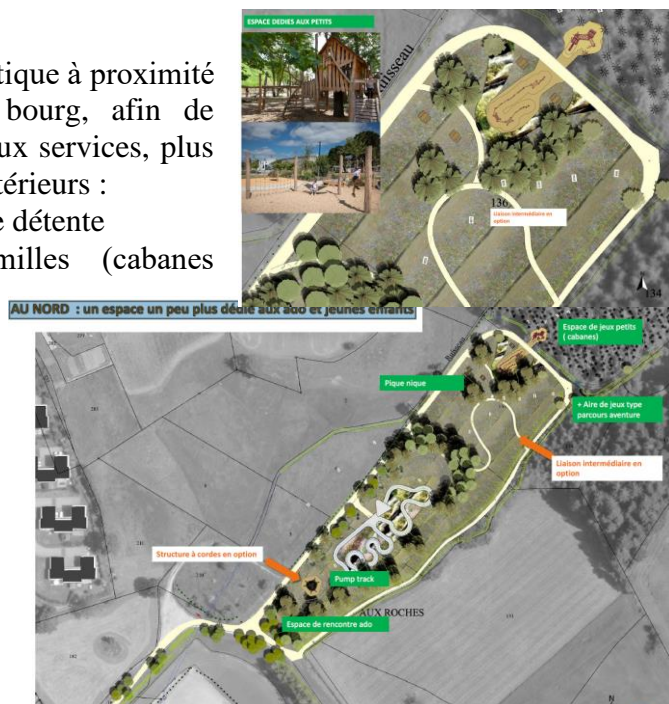 ESPACE DEDIES AUX PETITS
tique à proximité
bourg, afin de
ux services, plus
térieurs :
e détente
milles (cabanes
Ruisseau
136
Liaison intermédiaire en
option
134
AU NORD : un espace un peu plus dédié aux ado et jeunes enfants
Espace de jeux petits
( cabanes)
Pique nique
+ Aire de jeux type
parcours aventure
Liaison intermédiaire en
option
Structure à cordes en option
Pump track
AUX ROCHES
Espace de rencontre ado
N